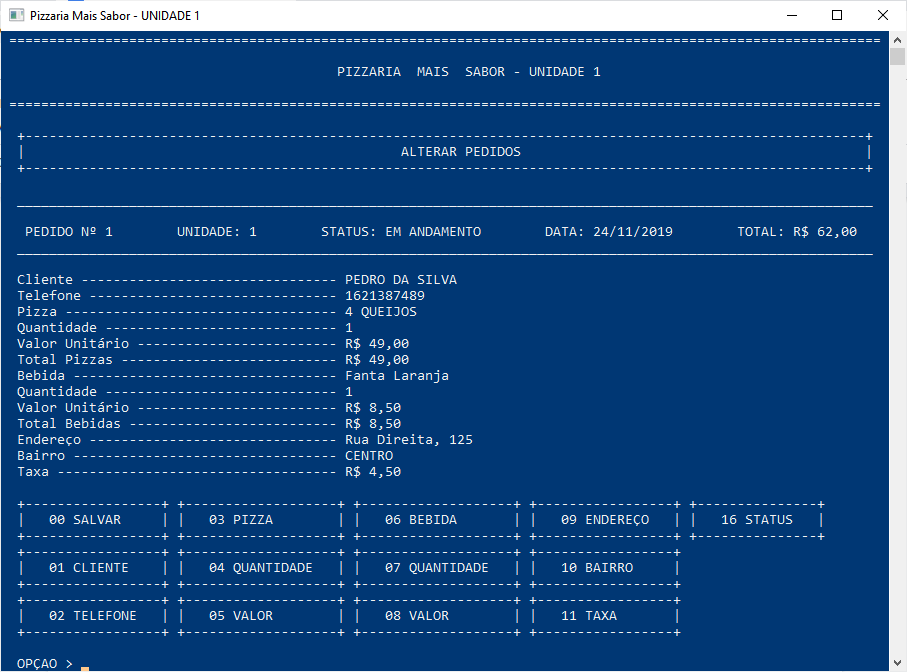 Pizzaria Mais Sabor - UNIDADE 1
PIZZARIA MAIS SABOR - UNIDADE 1
ALTERAR PEDIDOS
PEDIDO Nº 1 UNIDADE: 1 STATUS: EM ANDAMENTO DATA: 24/11/2019 TOTAL: R$ 62,00
Cliente -------------------------------- PEDRO DA SILVA
Telefone ------------------------------- 1621387489
Pizza ---------------------------------- 4 QUEIJOS
Quantidade ----------------------------- 1
Valor Unitário ------------------------- R$ 49,00
Total Pizzas --------------------------- R$ 49,00
Bebida --------------------------------- Fanta Laranja
Quantidade ----------------------------- 1
Valor Unitário ------------------------- R$ 8,50
Total Bebidas -------------------------- R$ 8,50
Endereço ------------------------------- Rua Direita, 125
Bairro --------------------------------- CENTRO
Taxa ----------------------------------- R$ 4,50
00 SALVAR 03 PIZZA 06 BEBIDA 09 ENDEREÇO 16 STATUS
01 CLIENTE 04 QUANTIDADE 07 QUANTIDADE 10 BAIRRO
02 TELEFONE 05 VALOR 08 VALOR 11 TAXA
OPÇAO >